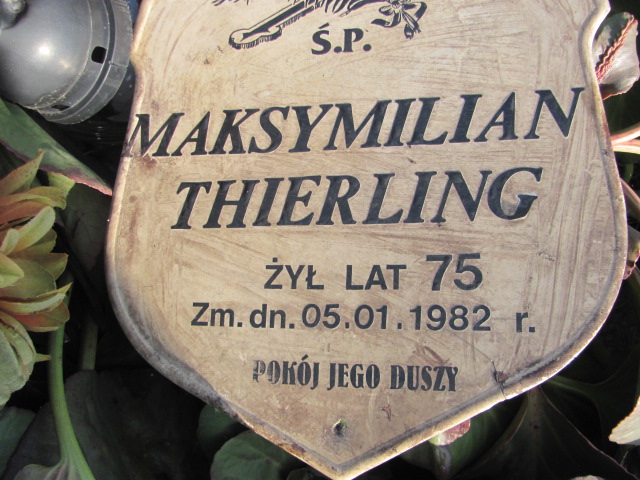 Ś.P.
MAKSYMILIAN
THIERLING
ŻYŁ LAT 75
Zm. dn. 05.01.1982 r.
POKÓJ JEGO DUSZY